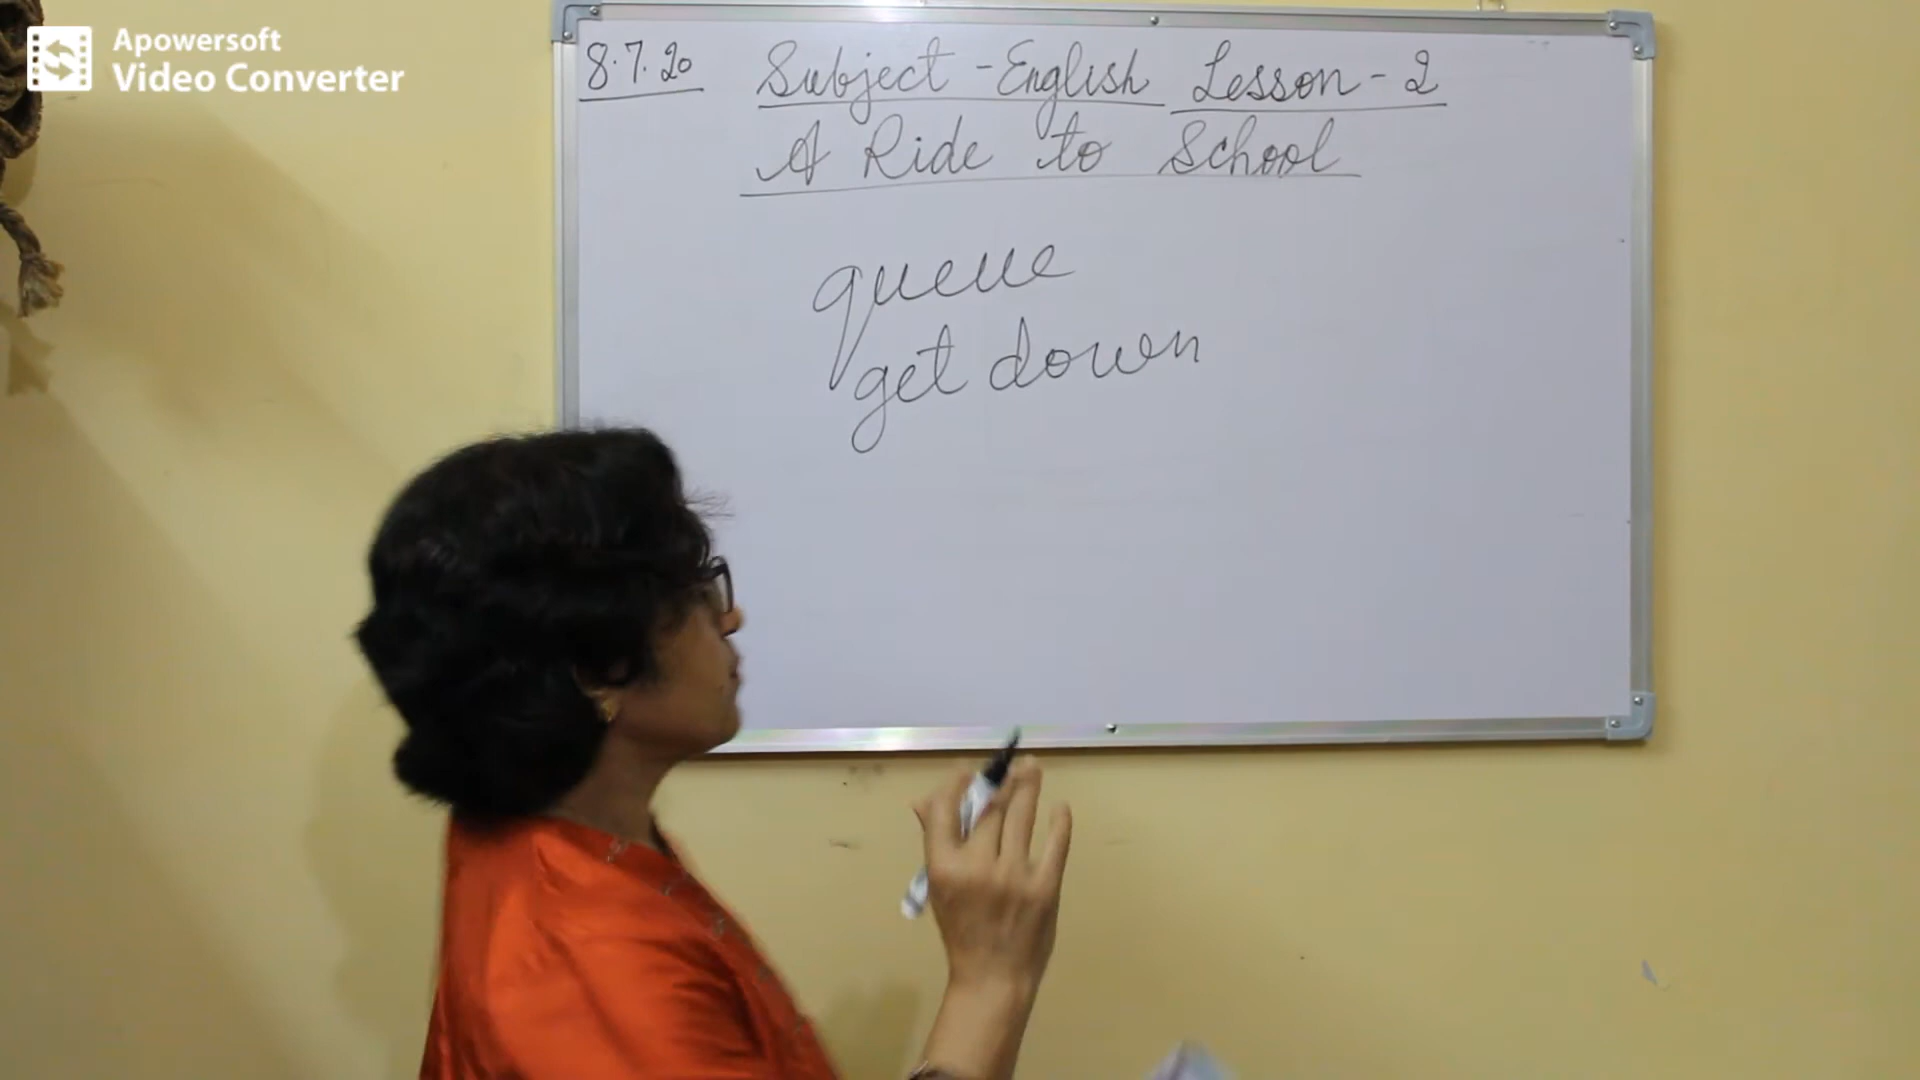 Apowersoft
Video Converter
8.7.20 Subject - English Lesson - 2
A Ride to School
queue
get down